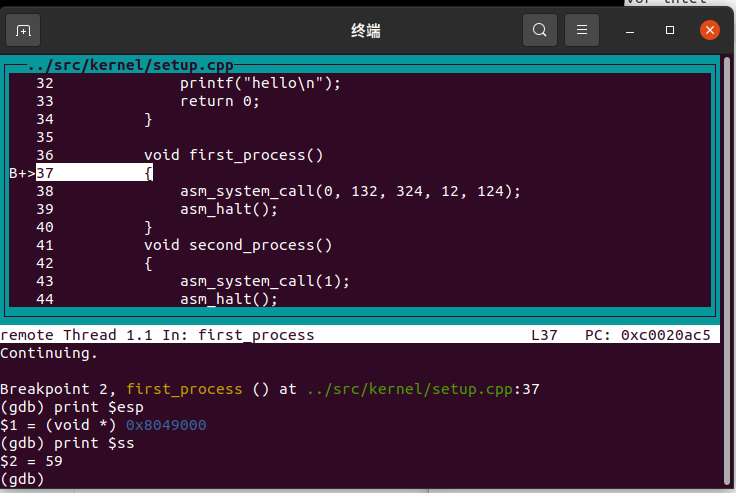 终端
../src/kernel/setup.cpp
32 printf("hello\n");
33 return 0;
34 }
35
36 void first_process()
B+>37 {
38 asm_system_call(0, 132, 324, 12, 124);
39 asm_halt();
40 }
41 void second_process()
42 {
43 asm_system_call(1);
44 asm_halt();
remote Thread 1.1 In: first_process L37 PC: 0xc0020ac5
Continuing.
Breakpoint 2, first_process () at ../src/kernel/setup.cpp:37
(gdb) print $esp
$1 = (void *) 0x8049000
(gdb) print $ss
$2 = 59
(gdb)